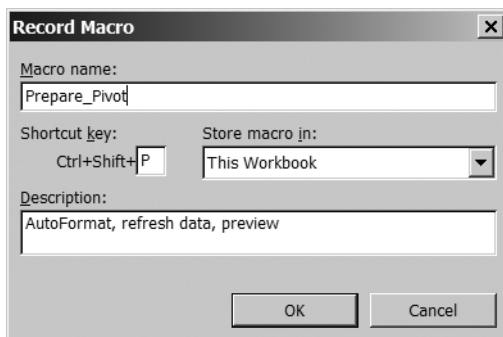 Record Macro
Macro name:
Prepare_Pivot
Shortcut key: Store macro in:
Ctrl+Shift+ P This Workbook
Description:
AutoFormat, refresh data, preview
OK Cancel